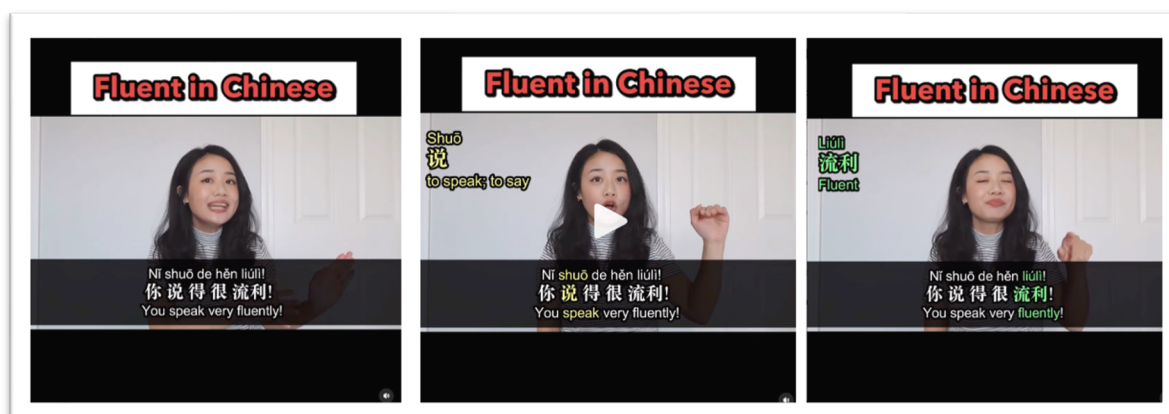 Fluent in Chinese
Nǐ shuō de hěn liúlì!
你 说 得 很 流利!
You speak very fluently!
Fluent in Chinese
Shuō
说
to speak; to say
Nǐ shuō de hěn liúlì!
你 说 得 很 流利!
You speak very fluently!
Fluent in Chinese
Liúlì
流利
Fluent
Nǐ shuō de hěn liúlì!
你 说 得 很 流利!
You speak very fluently!